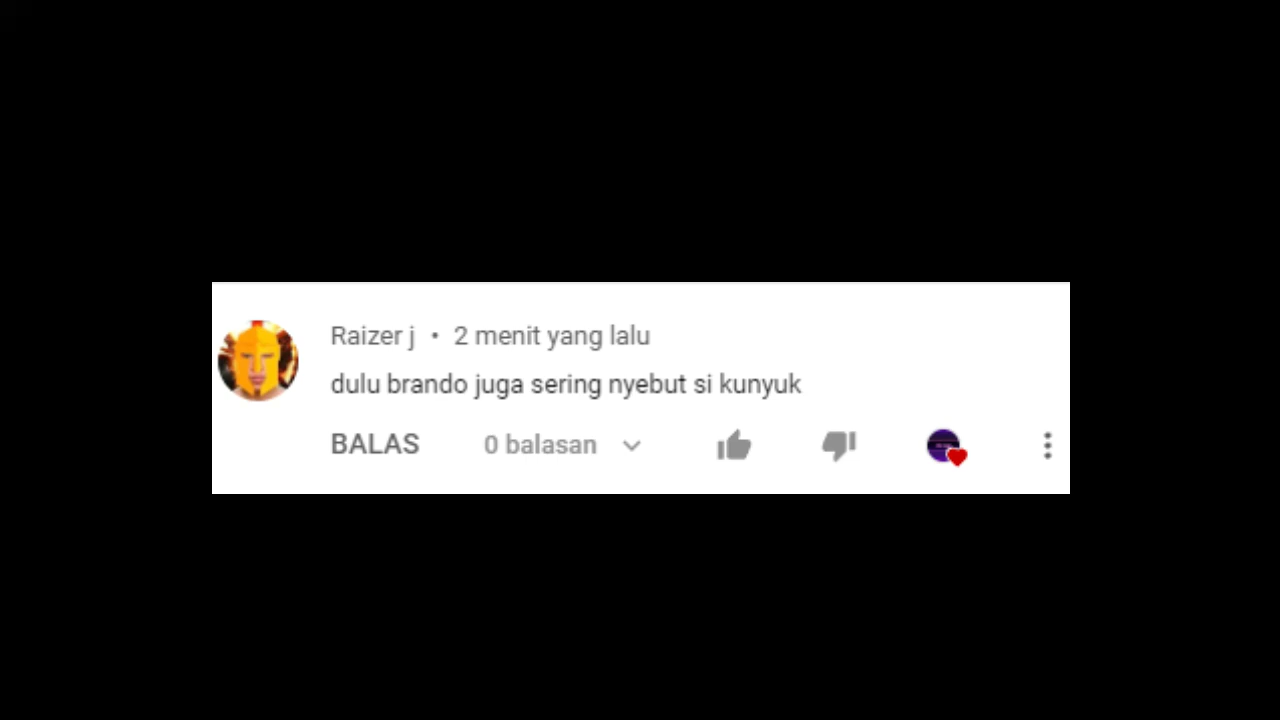 Raizer j • 2 menit yang lalu
dulu brando juga sering nyebut si kunyuk
BALAS 0 balasan